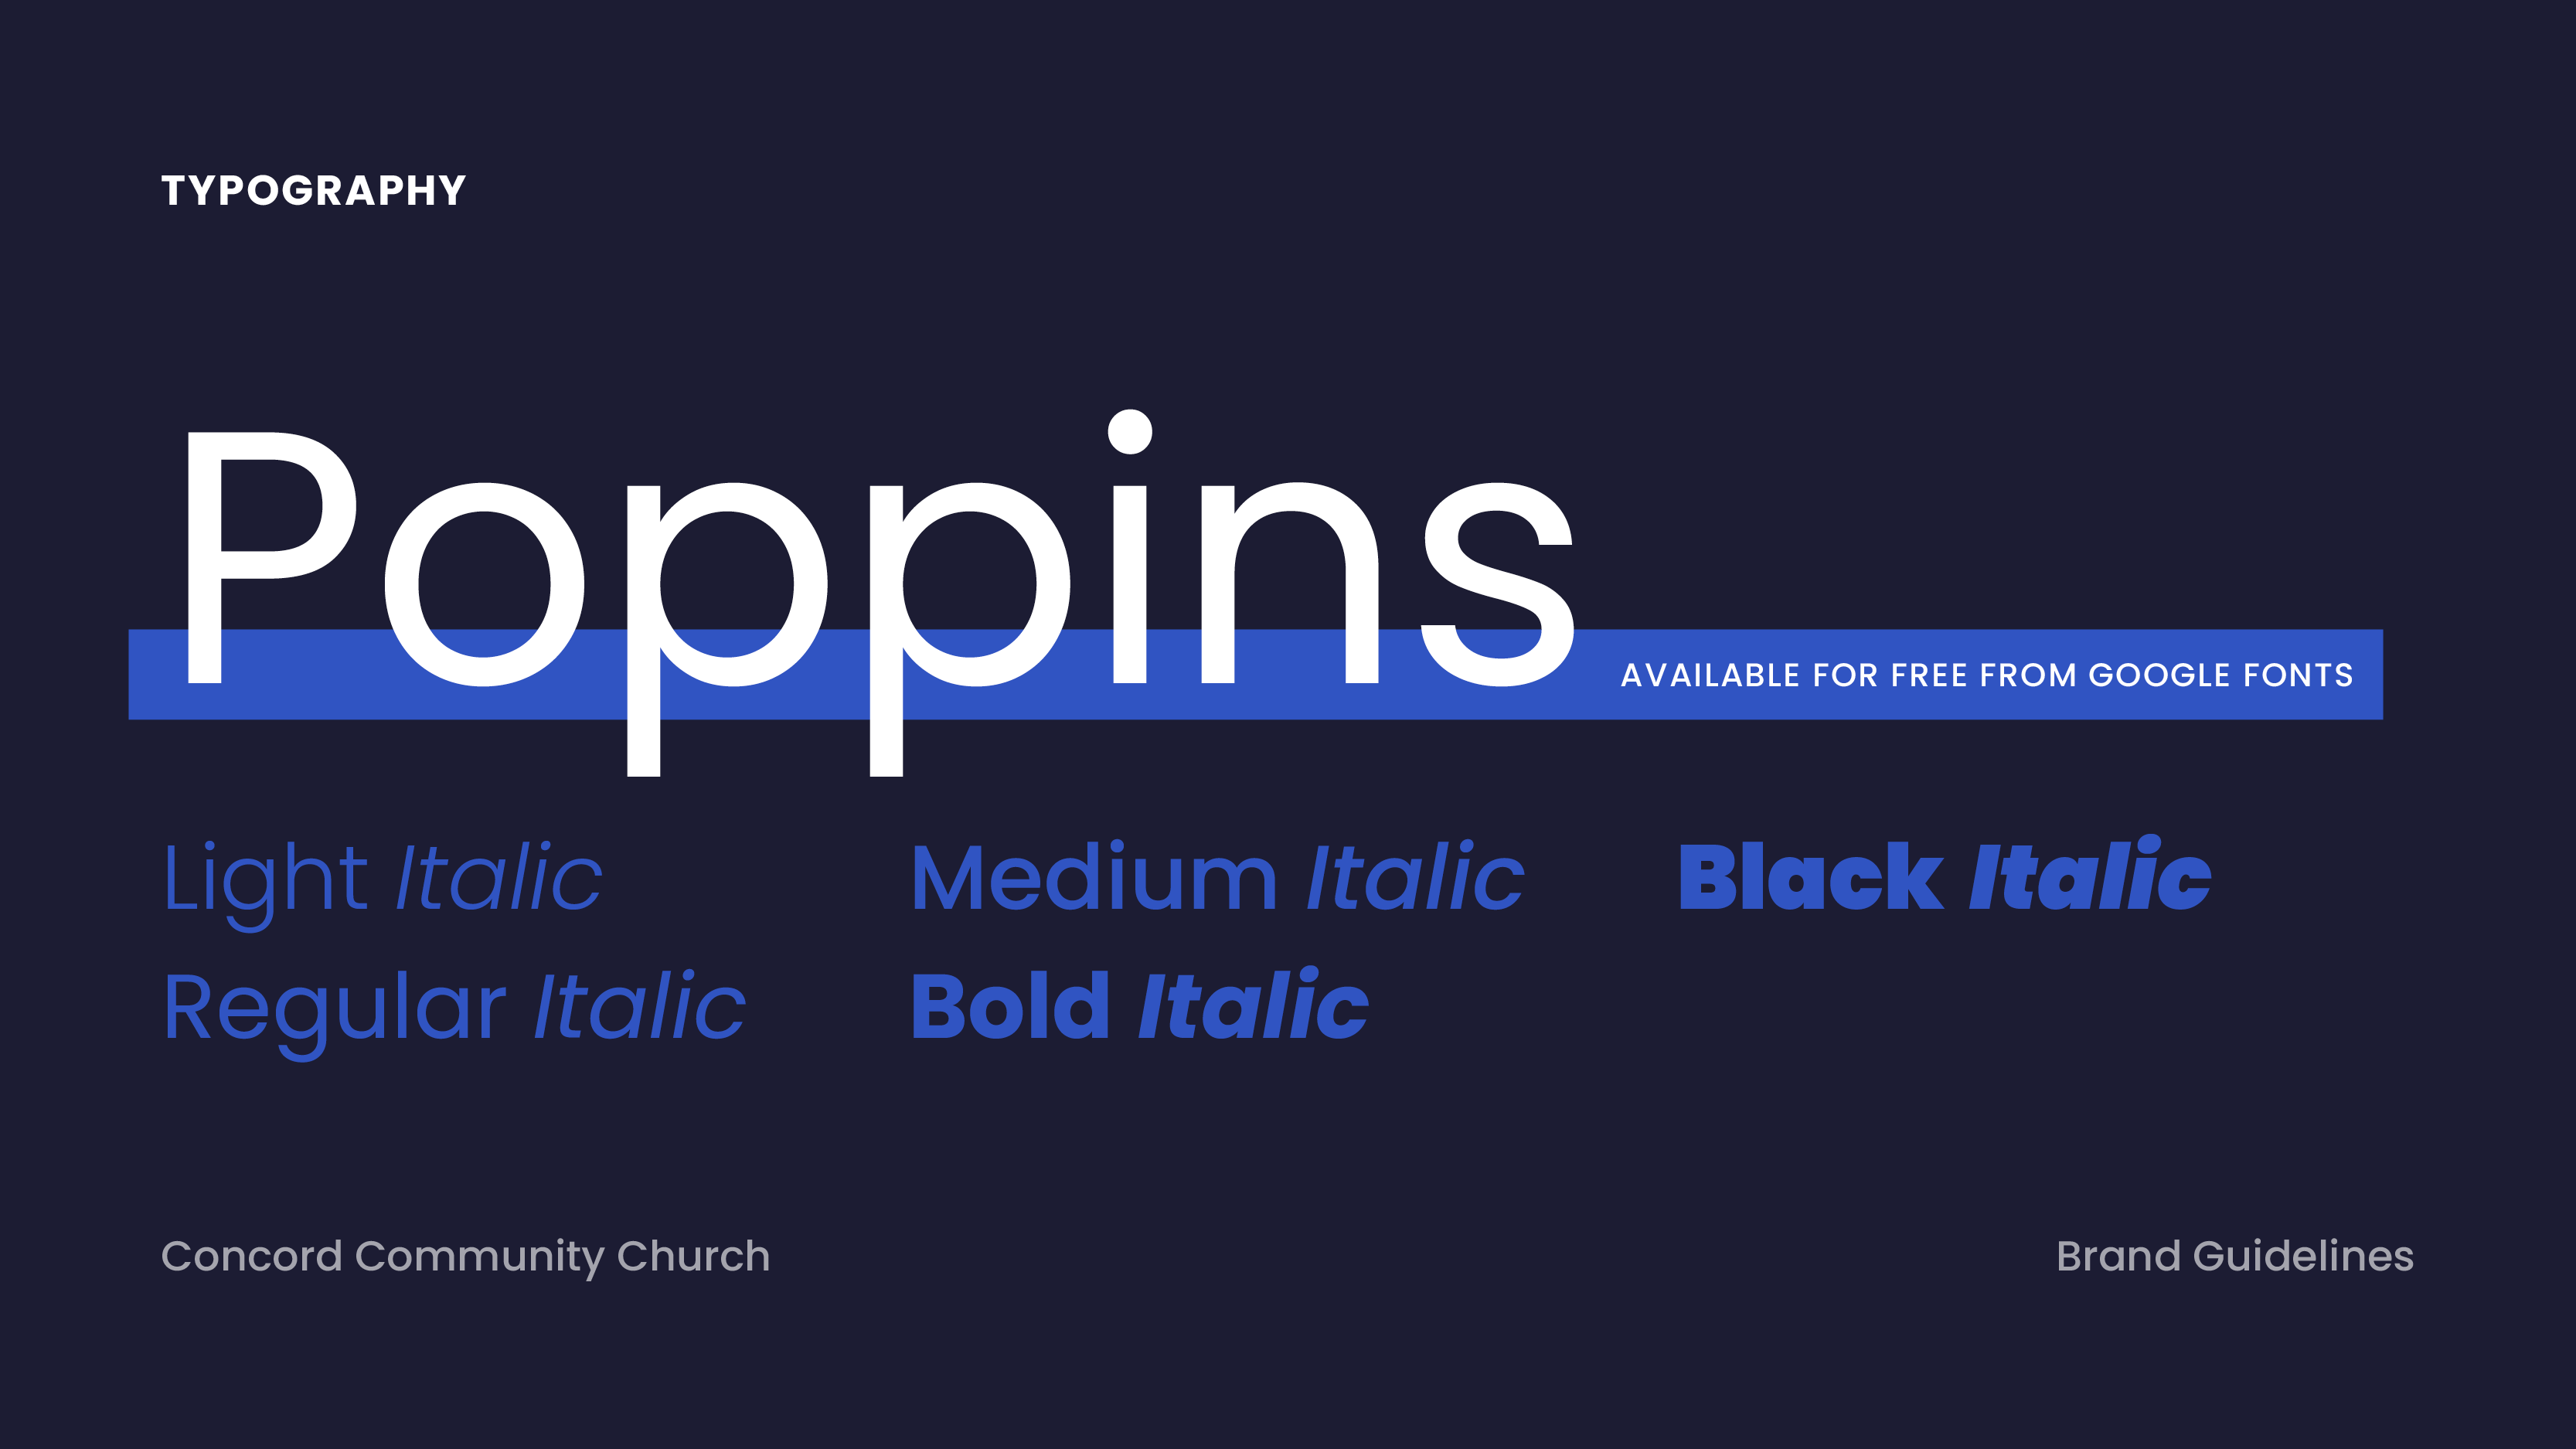 TYPOGRAPHY
Poppins
AVAILABLE FOR FREE FROM GOOGLE FONTS
Light Italic
Regular Italic
Medium Italic
Bold Italic
Black Italic
Concord Community Church
Brand Guidelines